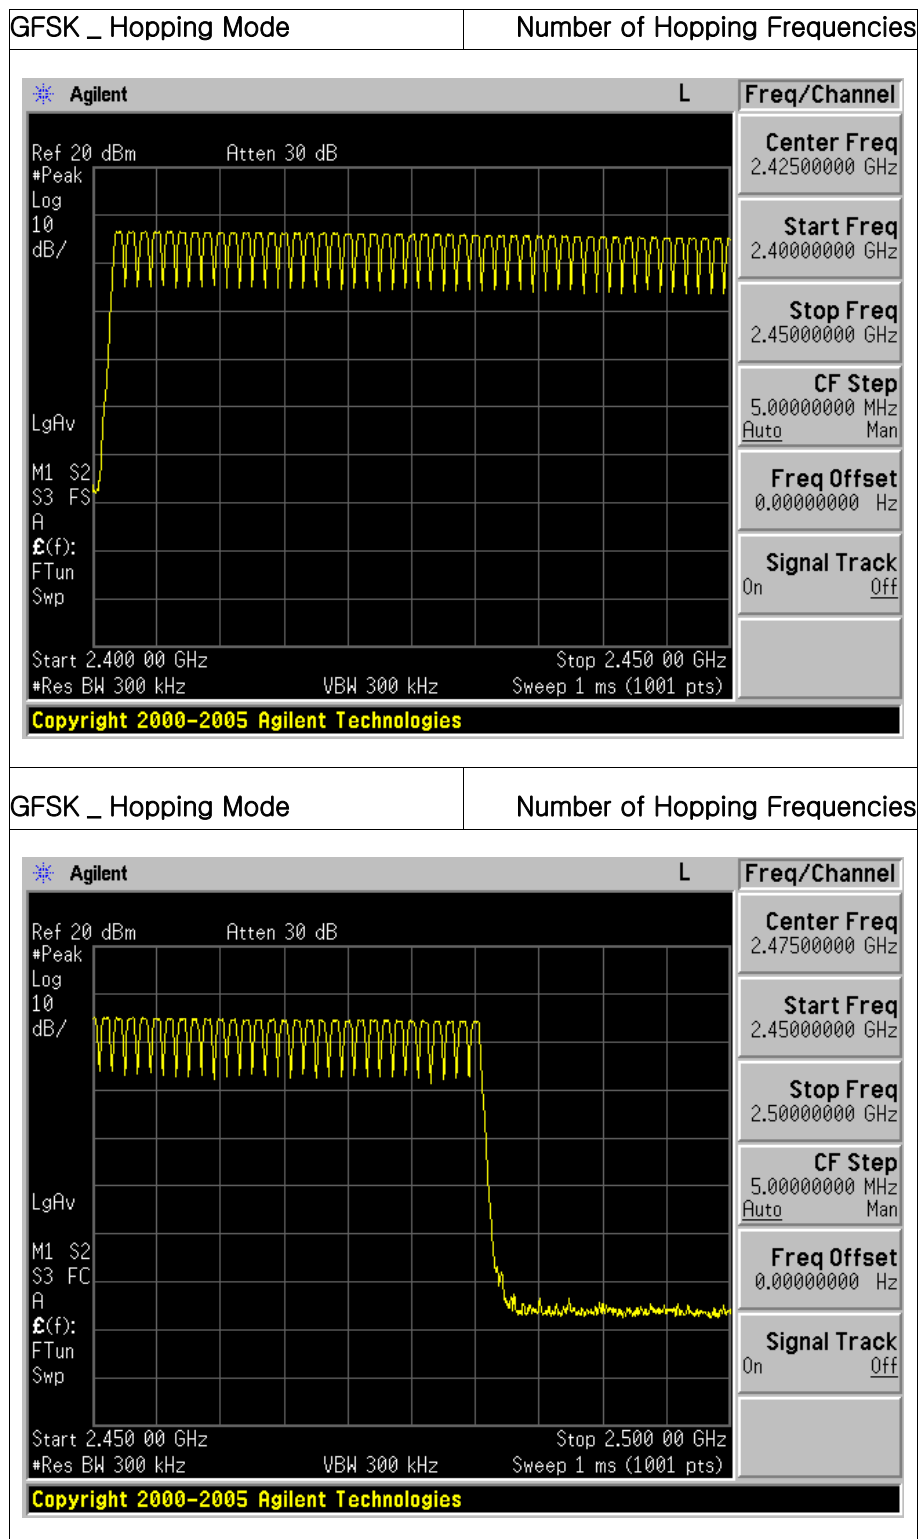 GFSK _ Hopping Mode Number of Hopping Frequencies
Agilent L Freq/Channel
Ref 20 dBm Atten 30 dB
#Peak
Log
10
dB/
LgAv
M1 S2
S3 FS
A
£(f):
FTun
Swp
Start 2.400 00 GHz Stop 2.450 00 GHz
#Res BW 300 kHz VBW 300 kHz Sweep 1 ms (1001 pts)
Copyright 2000-2005 Agilent Technologies
Center Freq
2.42500000 GHz
Start Freq
2.40000000 GHz
Stop Freq
2.45000000 GHz
CF Step
5.00000000 MHz
Auto Man
Freq Offset
0.00000000 Hz
Signal Track
On Off
GFSK _ Hopping Mode Number of Hopping Frequencies
Agilent L Freq/Channel
Ref 20 dBm Atten 30 dB
#Peak
Log
10
dB/
LgAv
M1 S2
S3 FC
A
£(f):
FTun
Swp
Start 2.450 00 GHz Stop 2.500 00 GHz
#Res BW 300 kHz VBW 300 kHz Sweep 1 ms (1001 pts)
Copyright 2000-2005 Agilent Technologies
Center Freq
2.47500000 GHz
Start Freq
2.45000000 GHz
Stop Freq
2.50000000 GHz
CF Step
5.00000000 MHz
Auto Man
Freq Offset
0.00000000 Hz
Signal Track
On Off